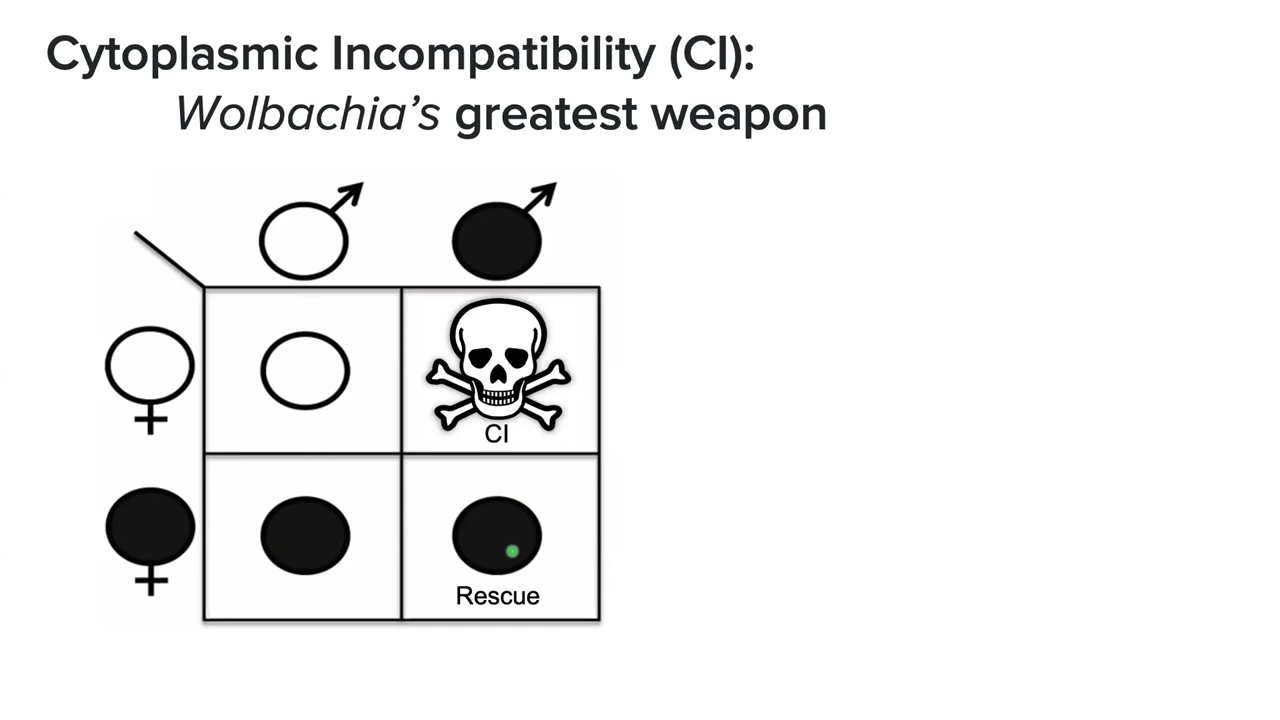 Cytoplasmic Incompatibility (CI):
Wolbachia’s greatest weapon
CI
Rescue